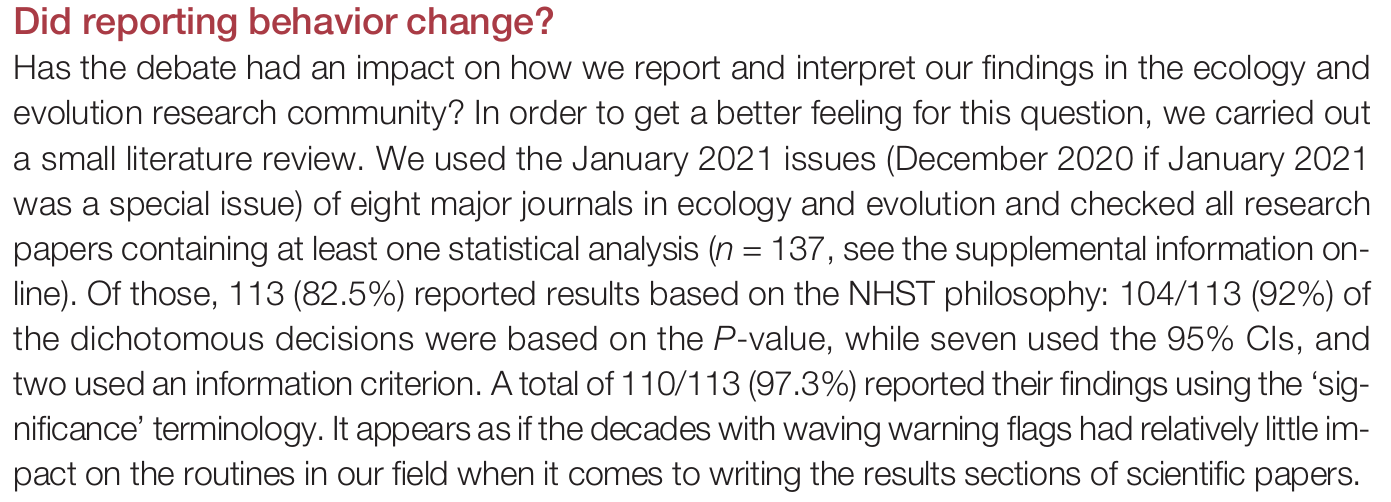 Did reporting behavior change?
Has the debate had an impact on how we report and interpret our findings in the ecology and
evolution research community? In order to get a better feeling for this question, we carried out
a small literature review. We used the January 2021 issues (December 2020 if January 2021
was a special issue) of eight major journals in ecology and evolution and checked all research
papers containing at least one statistical analysis (n = 137, see the supplemental information on-
line). Of those, 113 (82.5%) reported results based on the NHST philosophy: 104/113 (92%) of
the dichotomous decisions were based on the P-value, while seven used the 95% CIs, and
two used an information criterion. A total of 110/113 (97.3%) reported their findings using the ‘sig-
nificance’ terminology. It appears as if the decades with waving warning flags had relatively little im-
pact on the routines in our field when it comes to writing the results sections of scientific papers.